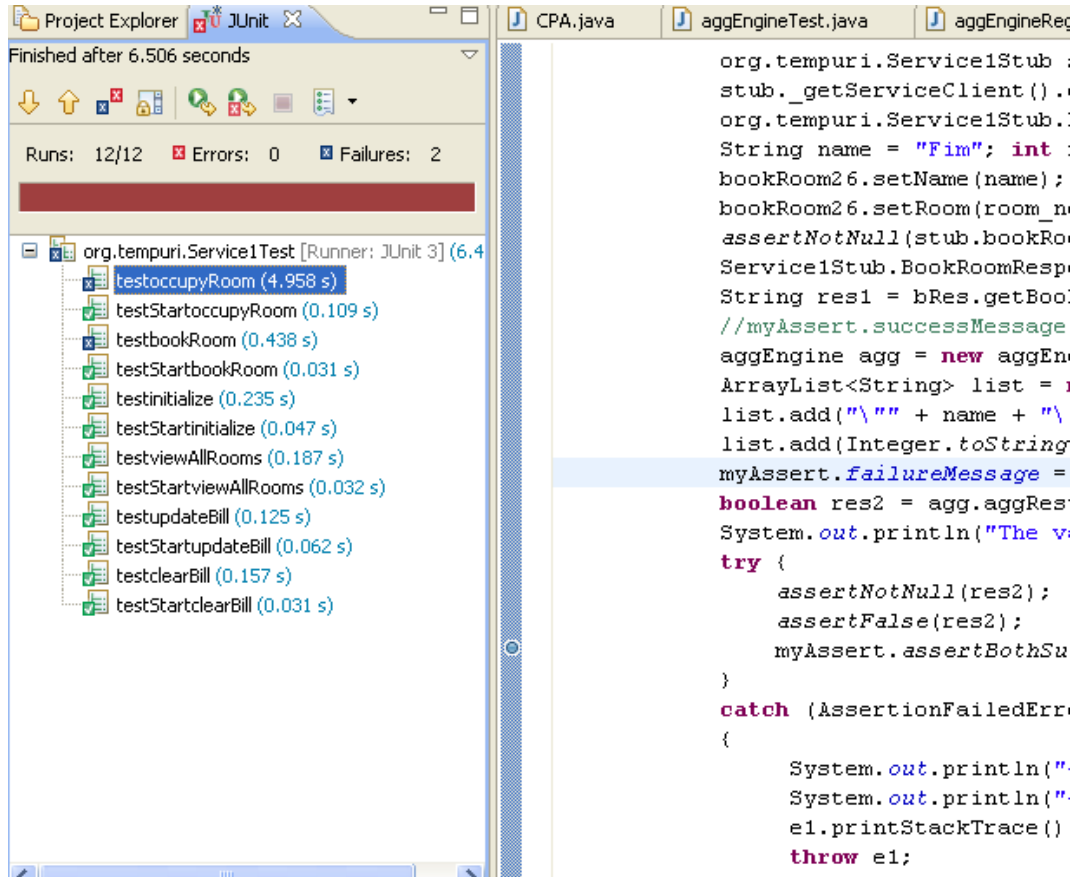 Project Explorer JUnit
Finished after 6.506 seconds
Runs: 12/12 Errors: 0 Failures: 2
org.tempuri.Service1Test [Runner: JUnit 3] (6.4
testoccupyRoom (4.958 s)
testStartoccupyRoom (0.109 s)
testbookRoom (0.438 s)
testStartbookRoom (0.031 s)
testinitialize (0.235 s)
testStartinitialize (0.047 s)
testviewAllRooms (0.187 s)
testStartviewAllRooms (0.032 s)
testupdateBill (0.125 s)
testStartupdateBill (0.062 s)
testclearBill (0.157 s)
testStartclearBill (0.031 s)
CPA.java aggEngineTest.java aggEngineReg
org.tempuri.Service1Stub
stub._getServiceClient().
org.tempuri.Service1Stub.
String name = "Fim"; int
bookRoom26.setName(name);
bookRoom26.setRoom(room_n
assertNotNull(stub.bookRo
Service1Stub.BookRoomResp
String res1 = bRes.getBoo
//myAssert.successMessage
aggEngine agg = new aggEn
ArrayList<String> list =
list.add("\"" + name + "\
list.add(Integer.toString
myAssert.failureMessage =
boolean res2 = agg.aggRes
System.out.println("The v
try {
assertNotNull(res2);
assertFalse(res2);
myAssert.assertBothSu
}
catch (AssertionFailedErr
{
System.out.println("
System.out.println("
e1.printStackTrace()
throw e1;